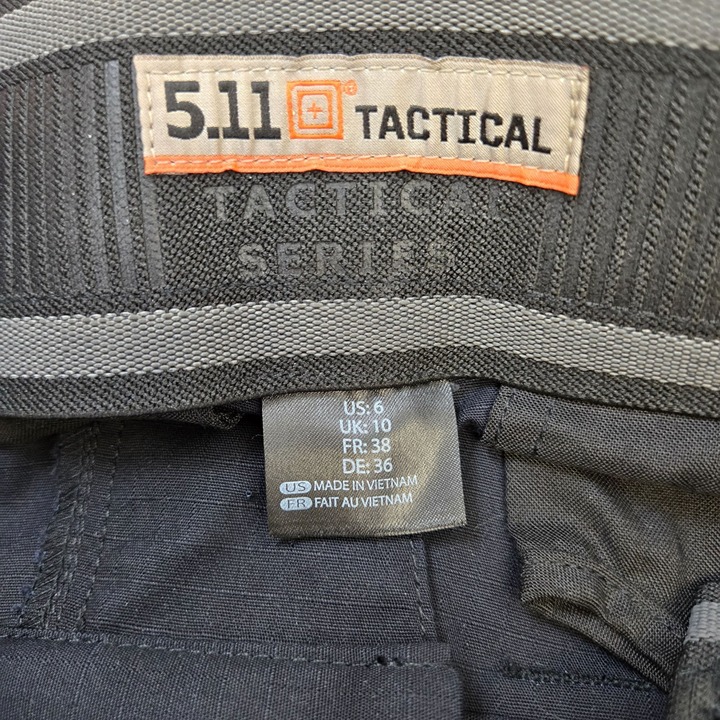 5.11® TACTICAL
TACTICAL
SERIES
US: 6
UK: 10
FR: 38
DE: 36
US MADE IN VIETNAM
FR FAIT AU VIETNAM